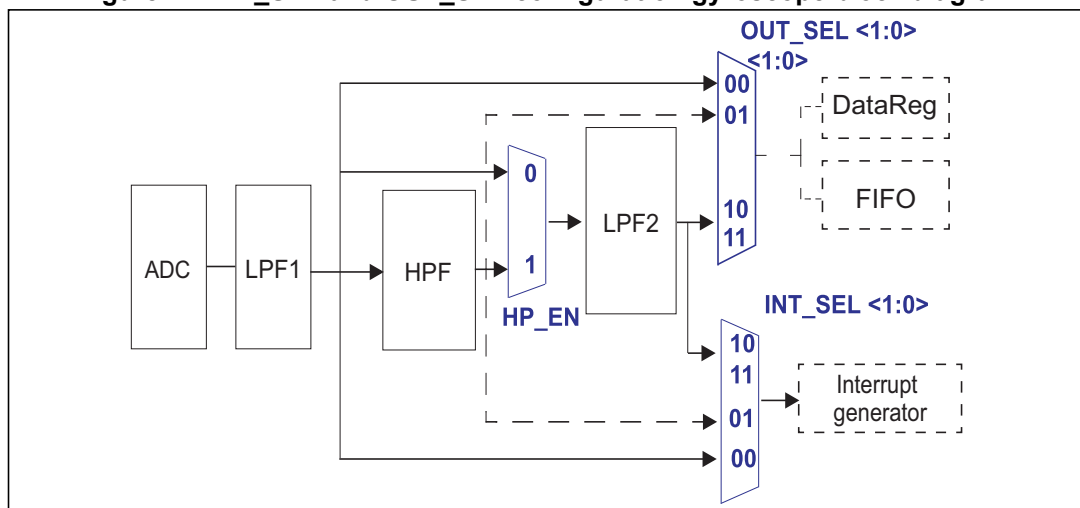 OUT_SEL <1:0>
<1:0>
00
01
DataReg
0
10
FIFO
ADC
LPF1
HPF
1
LPF2
11
HP_EN
INT_SEL <1:0>
10
11
Interrupt
generator
01
00